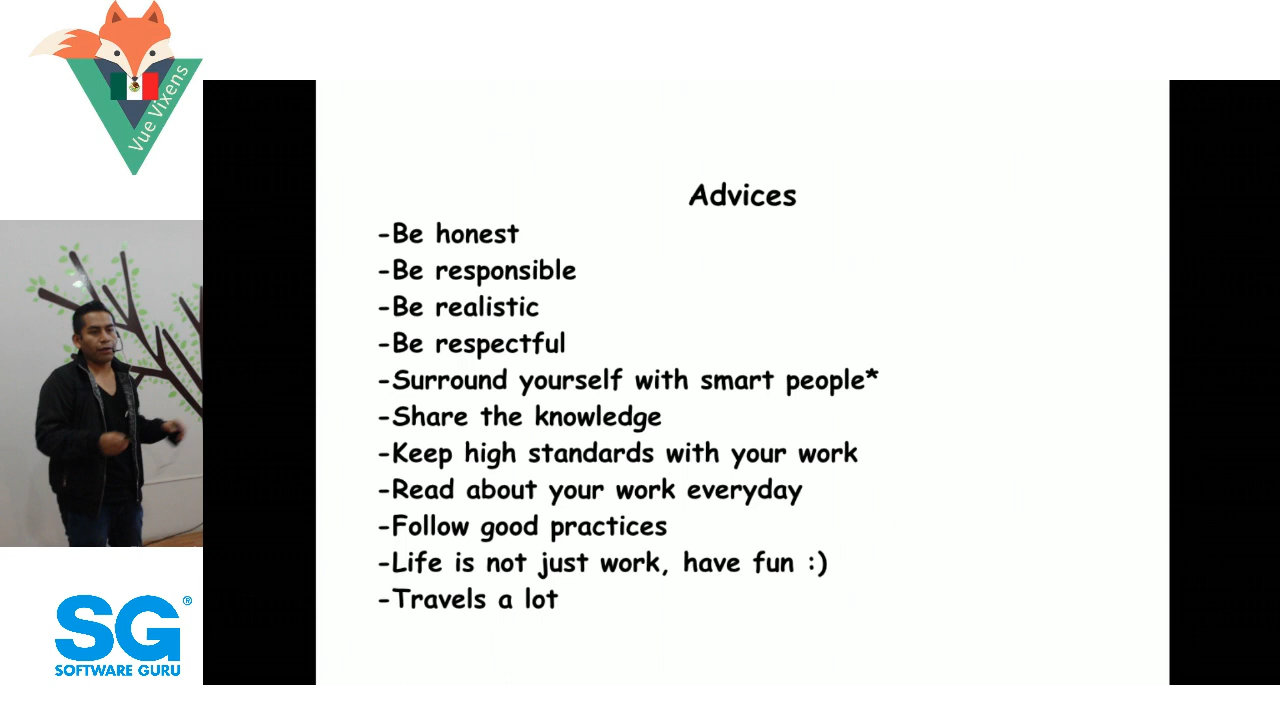 Vue Vixens
Advices
-Be honest
-Be responsible
-Be realistic
-Be respectful
-Surround yourself with smart people*
-Share the knowledge
-Keep high standards with your work
-Read about your work everyday
-Follow good practices
-Life is not just work, have fun :)
-Travels a lot
SG®
SOFTWARE GURU